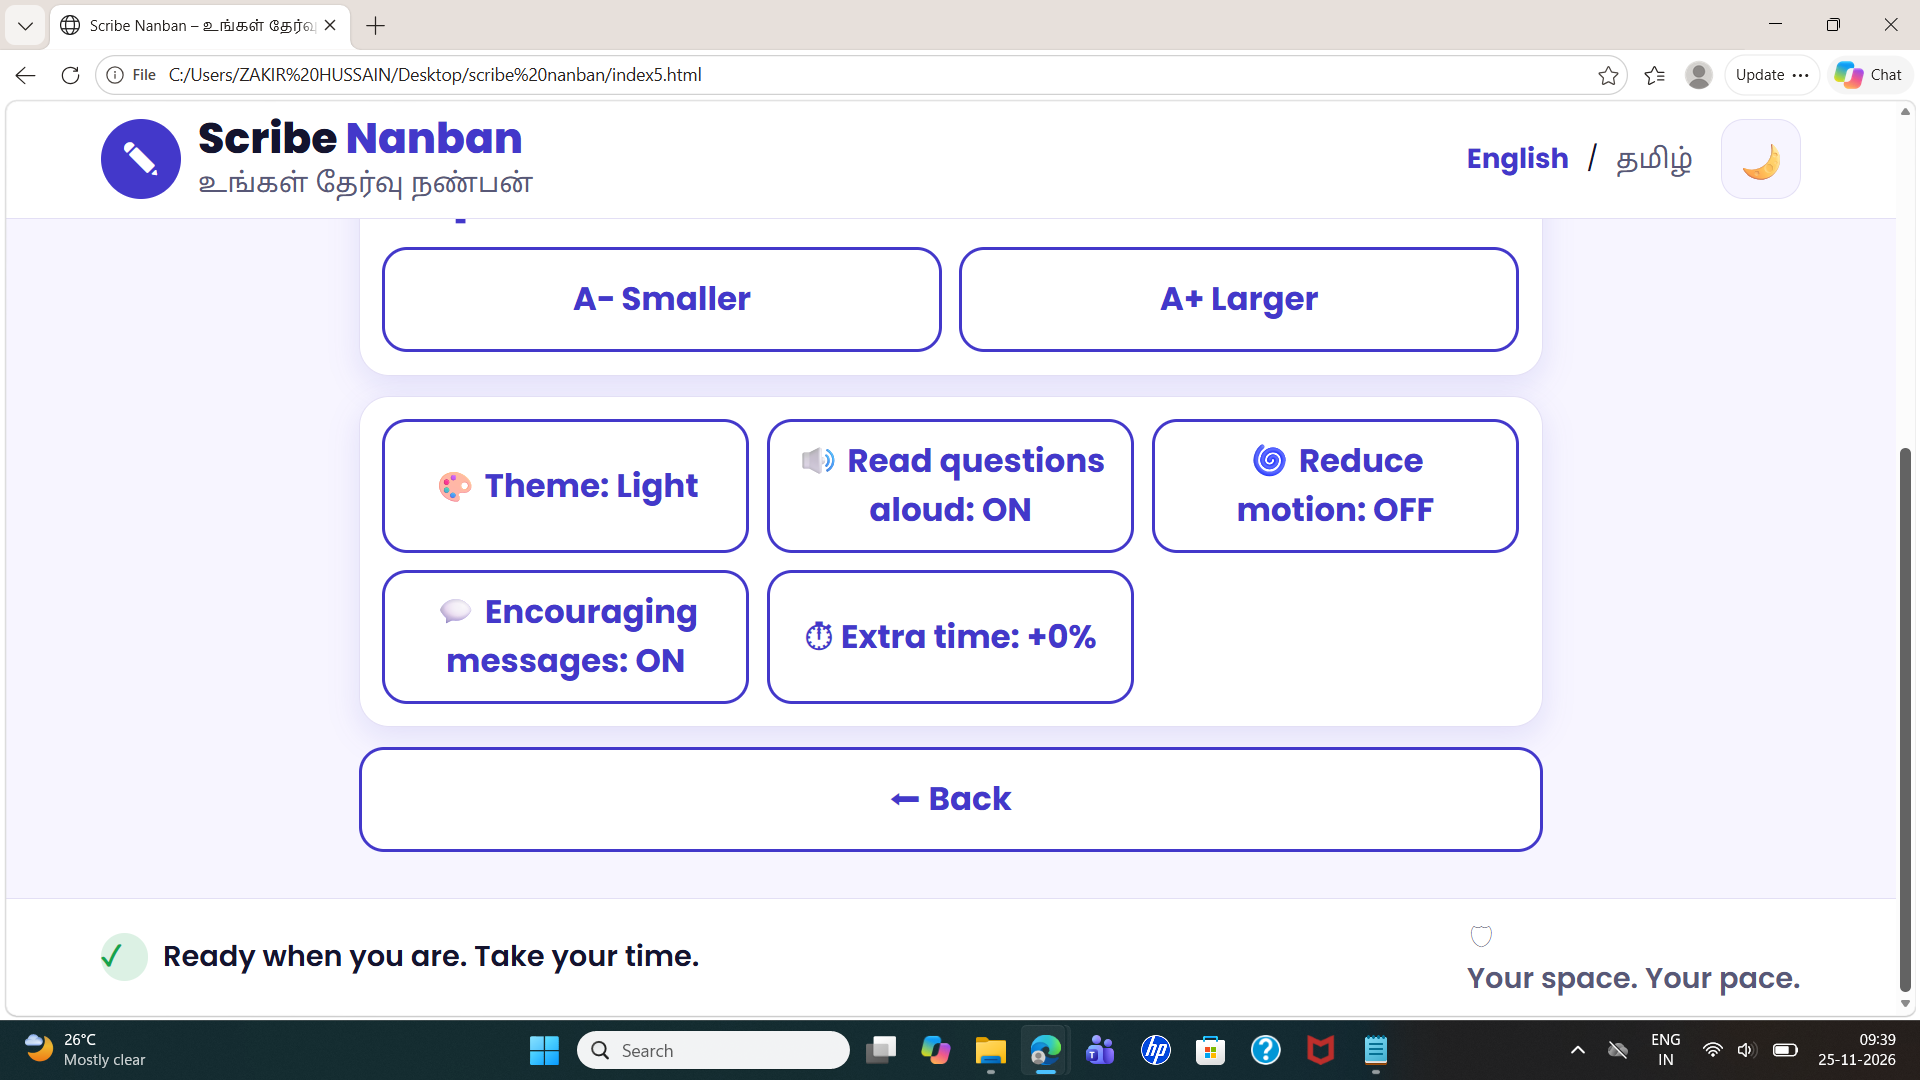 Scribe Nanban – உங்கள் தேர்வு
File C:/Users/ZAKIR%20HUSSAIN/Desktop/scribe%20nanban/index5.html
Update
Chat
Scribe Nanban
உங்கள் தேர்வு நண்பன்
English / தமிழ்
A− Smaller
A+ Larger
Theme: Light
Read questions
aloud: ON
Reduce
motion: OFF
Encouraging
messages: ON
Extra time: +0%
← Back
✓ Ready when you are. Take your time.
Your space. Your pace.
26°C
Mostly clear
Search
hp
ENG
IN
09:39
25-11-2026